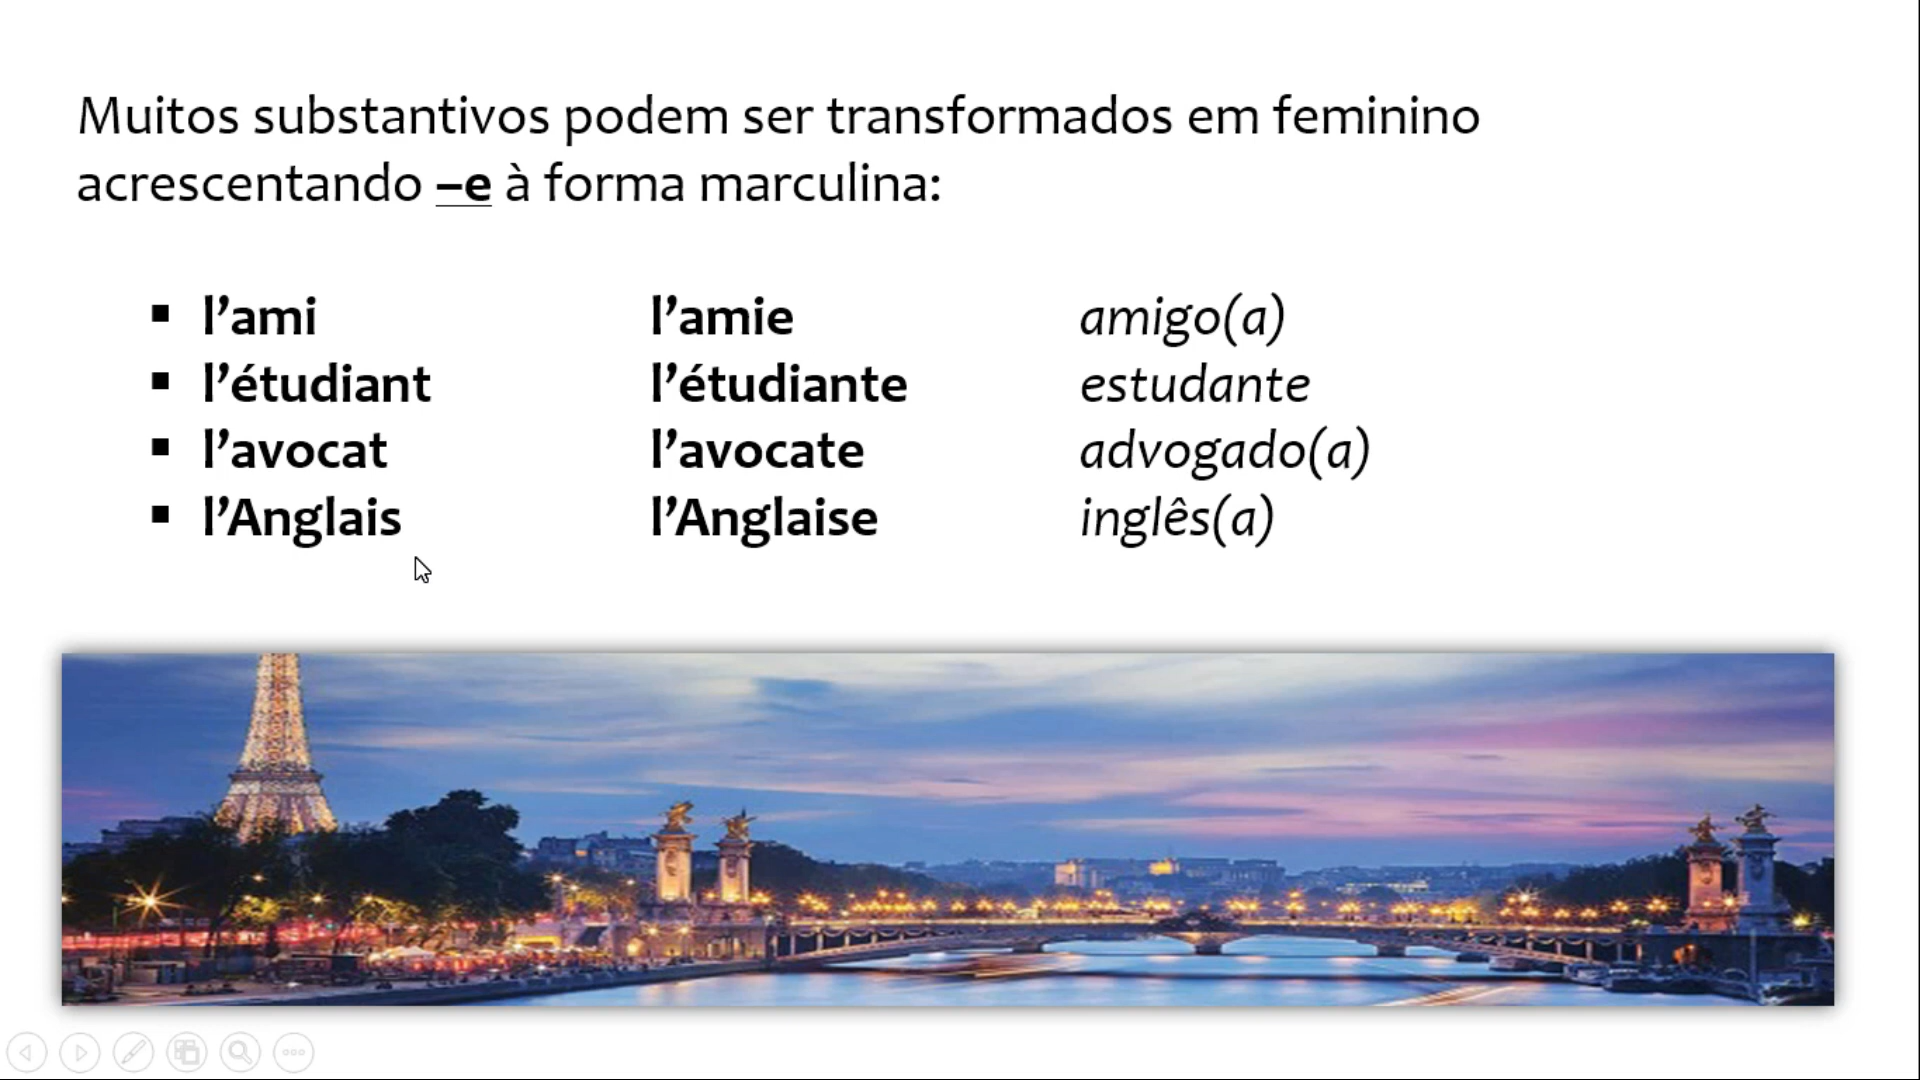 Muitos substantivos podem ser transformados em feminino
acrescentando –e à forma marculina:
▪ l’ami l’amie amigo(a)
▪ l’étudiant l’étudiante estudante
▪ l’avocat l’avocate advogado(a)
▪ l’Anglais l’Anglaise inglês(a)